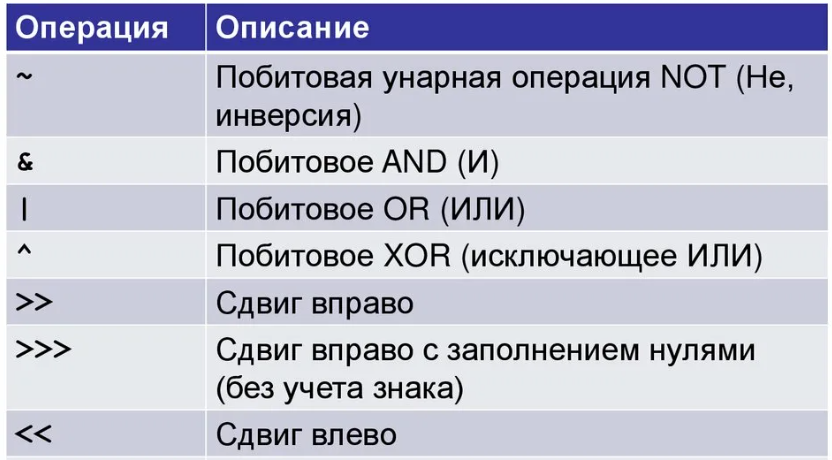 Операция Описание
~ Побитовая унарная операция NOT (Не,
инверсия)
& Побитовое AND (И)
| Побитовое OR (ИЛИ)
^ Побитовое XOR (исключающее ИЛИ)
>> Сдвиг вправо
>>> Сдвиг вправо с заполнением нулями
(без учета знака)
<< Сдвиг влево